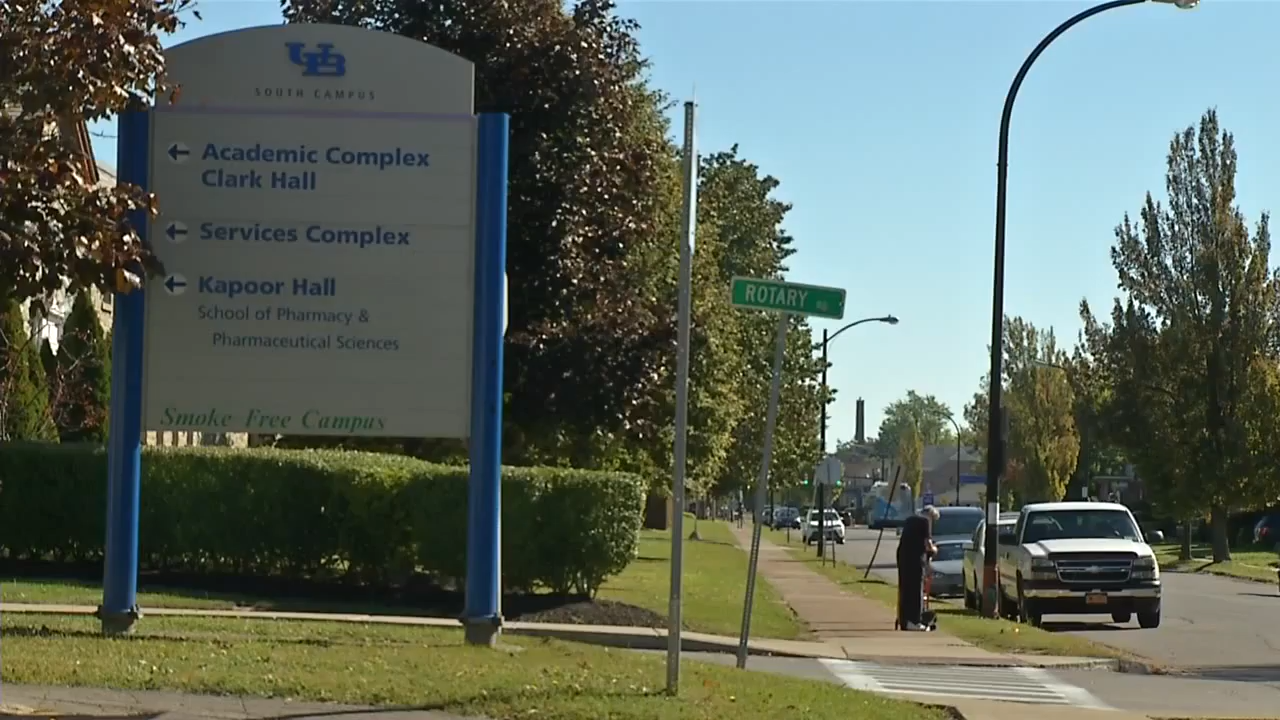 UB
SOUTH CAMPUS
Academic Complex
Clark Hall
Services Complex
Kapoor Hall
School of Pharmacy &
Pharmaceutical Sciences
Smoke Free Campus
ROTARY RD